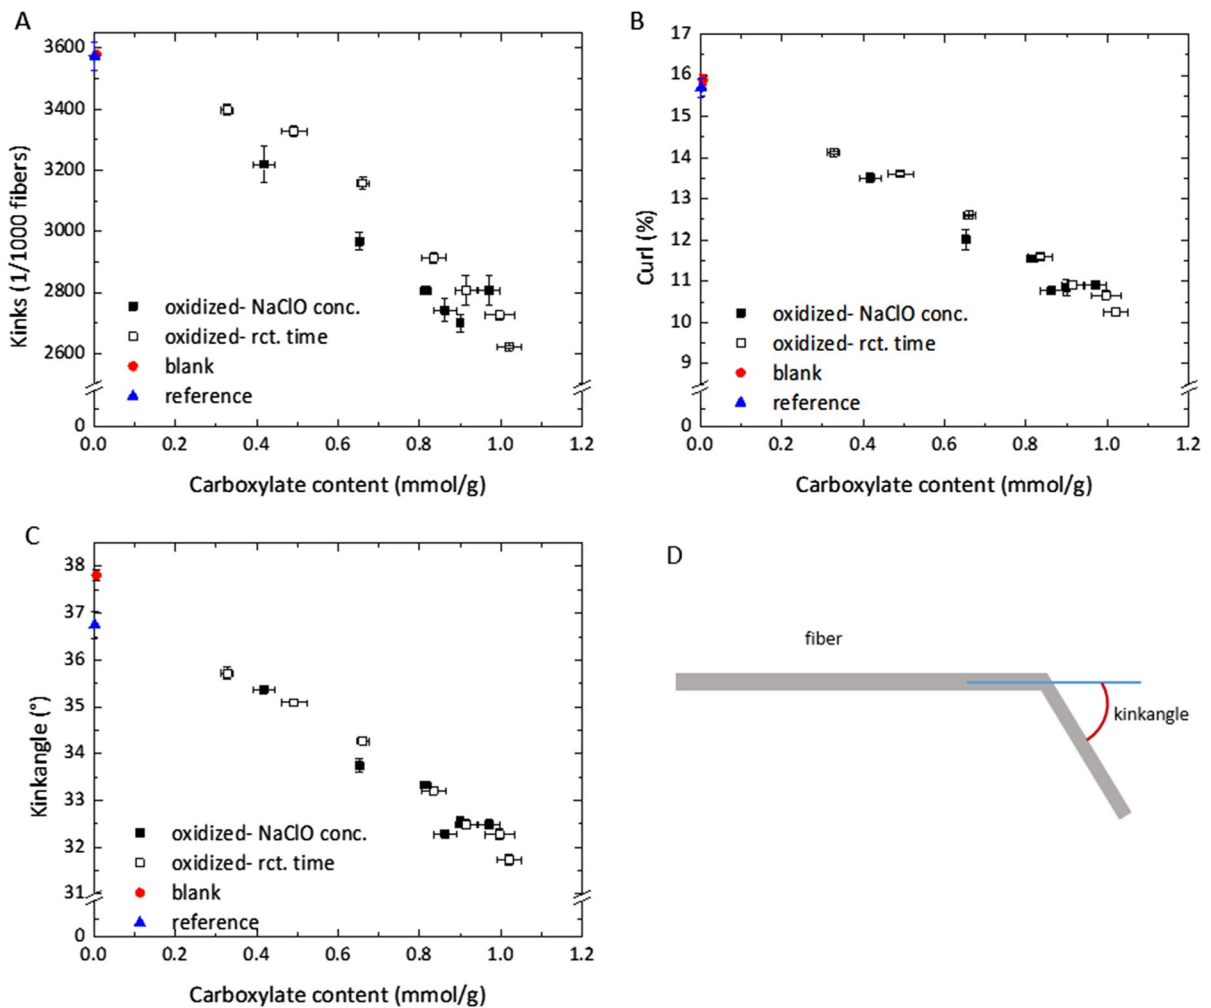 A
3600
3400
3200
3000
2800
2600
0
Kinks (1/1000 fibers)
oxidized- NaClO conc.
oxidized- rct. time
blank
reference
0.0 0.2 0.4 0.6 0.8 1.0 1.2
Carboxylate content (mmol/g)
B
17
16
15
14
13
12
11
10
9
0
Curl (%)
oxidized- NaClO conc.
oxidized- rct. time
blank
reference
0.0 0.2 0.4 0.6 0.8 1.0 1.2
Carboxylate content (mmol/g)
C
38
37
36
35
34
33
32
31
0
Kinkangle (°)
oxidized- NaClO conc.
oxidized- rct. time
blank
reference
0.0 0.2 0.4 0.6 0.8 1.0 1.2
Carboxylate content (mmol/g)
D
fiber
kinkangle